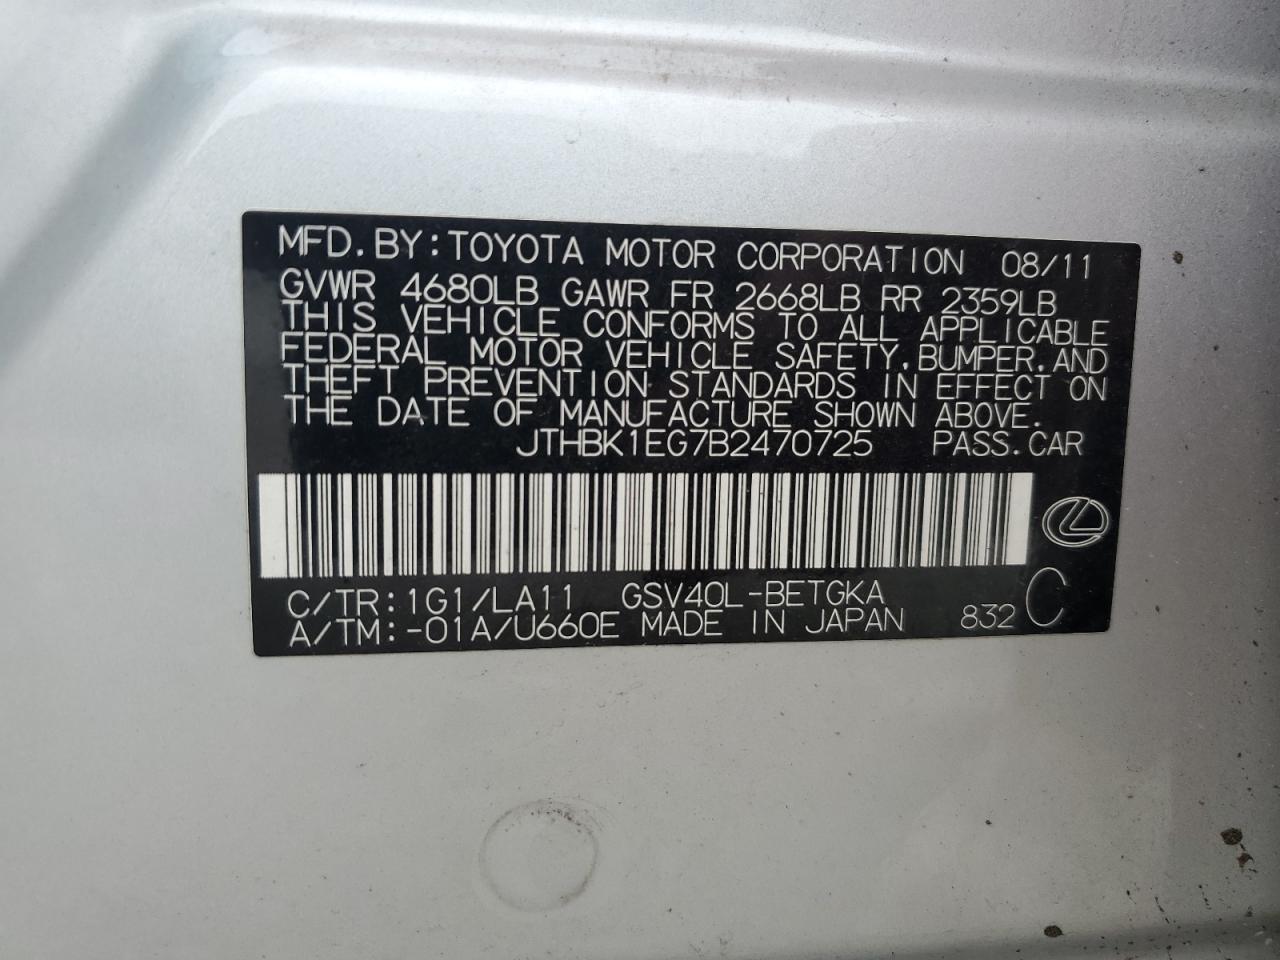 MFD.BY:TOYOTA MOTOR CORPORATION 08/11
GVWR 4680LB GAWR FR 2668LB RR 2359LB
THIS VEHICLE CONFORMS TO ALL APPLICABLE
FEDERAL MOTOR VEHICLE SAFETY,BUMPER,AND
THEFT PREVENTION STANDARDS IN EFFECT ON
THE DATE OF MANUFACTURE SHOWN ABOVE.
JTHBK1EG7B2470725 PASS.CAR
C/TR:1G1/LA11 GSV40L-BETGKA
A/TM:-01A/U660E MADE IN JAPAN 832 C